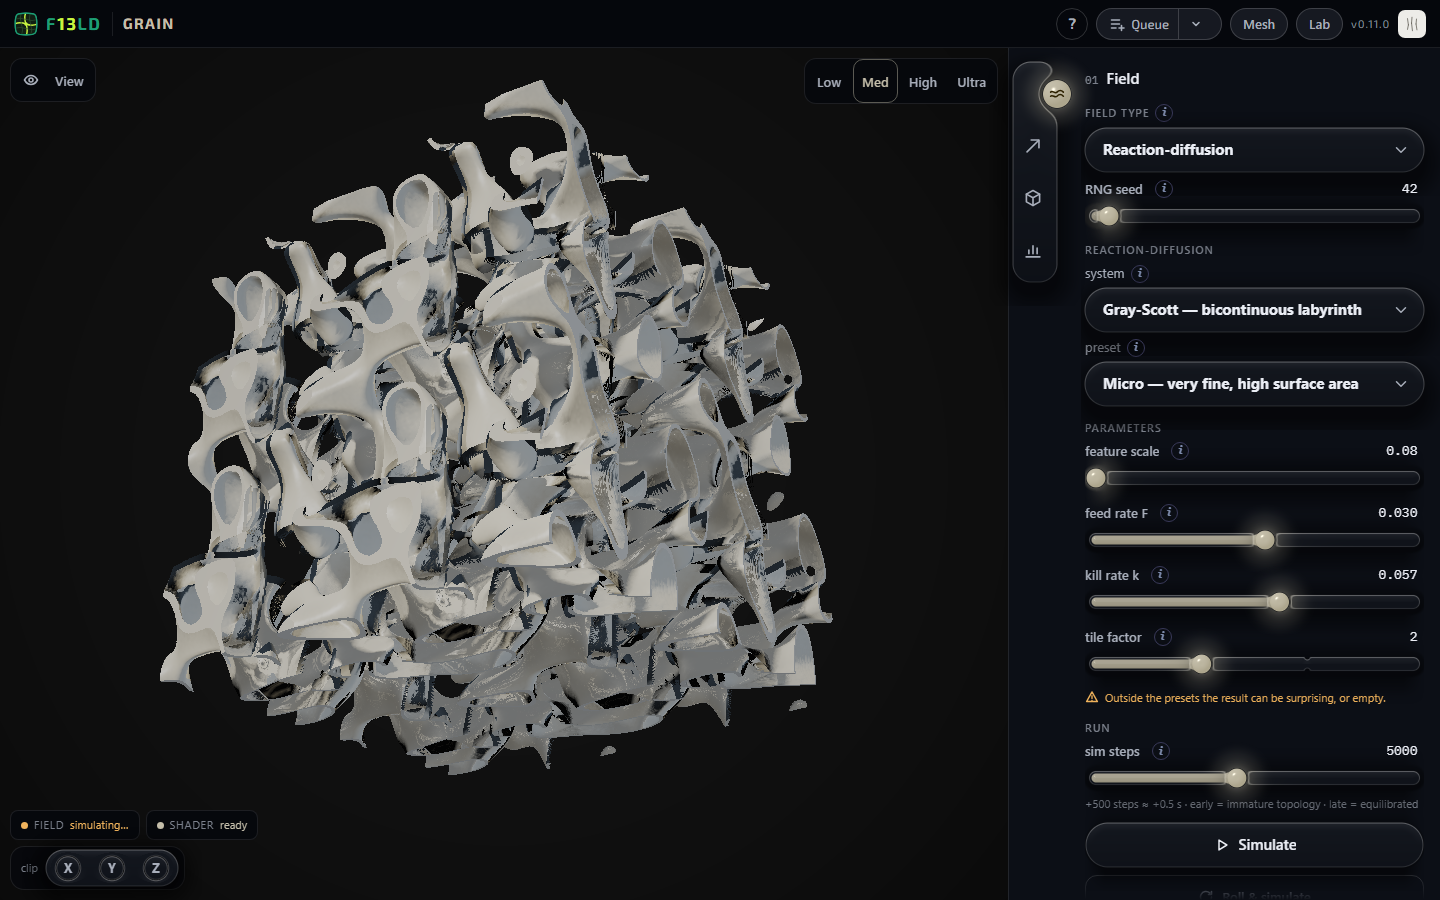 F13LD GRAIN
? Queue Mesh Lab v0.11.0
View
Low Med High Ultra
01 Field
FIELD TYPE i
Reaction-diffusion
RNG seed i 42
REACTION-DIFFUSION
system i
Gray-Scott — bicontinuous labyrinth
preset i
Micro — very fine, high surface area
PARAMETERS
feature scale i 0.08
feed rate F i 0.030
kill rate k i 0.057
tile factor i 2
Outside the presets the result can be surprising, or empty.
RUN
sim steps i 5000
+500 steps ≈ +0.5 s · early = immature topology · late = equilibrated
Simulate
Roll & simulate
FIELD simulating...
SHADER ready
clip X Y Z